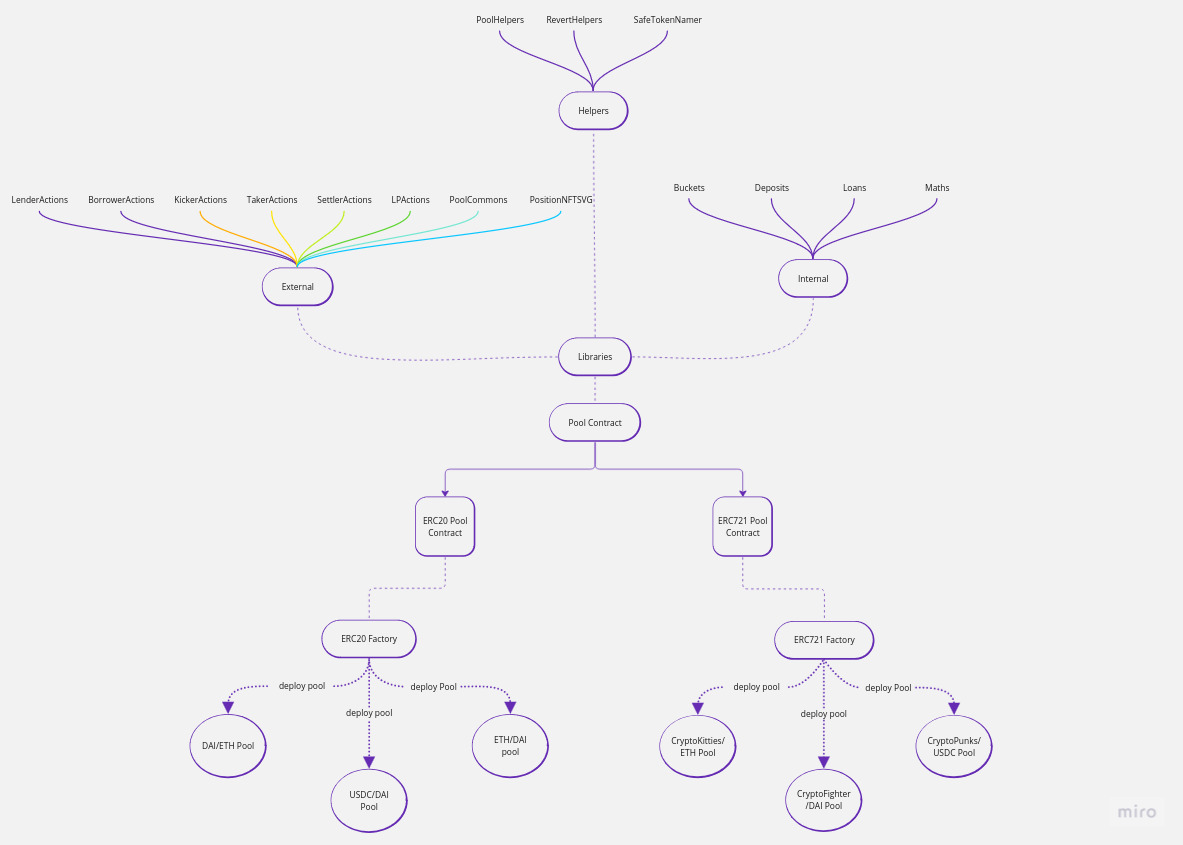 PoolHelpers
RevertHelpers
SafeTokenNamer
Helpers
LenderActions
BorrowerActions
KickerActions
TakerActions
SettlerActions
LPActions
PoolCommons
PositionNFTSVG
Buckets
Deposits
Loans
Maths
External
Internal
Libraries
Pool Contract
ERC20 Pool
Contract
ERC721 Pool
Contract
ERC20 Factory
ERC721 Factory
deploy pool
deploy pool
deploy Pool
deploy pool
deploy pool
deploy Pool
DAI/ETH Pool
USDC/DAI
Pool
ETH/DAI
pool
CryptoKitties/
ETH Pool
CryptoFighter
/DAI Pool
CryptoPunks/
USDC Pool
miro